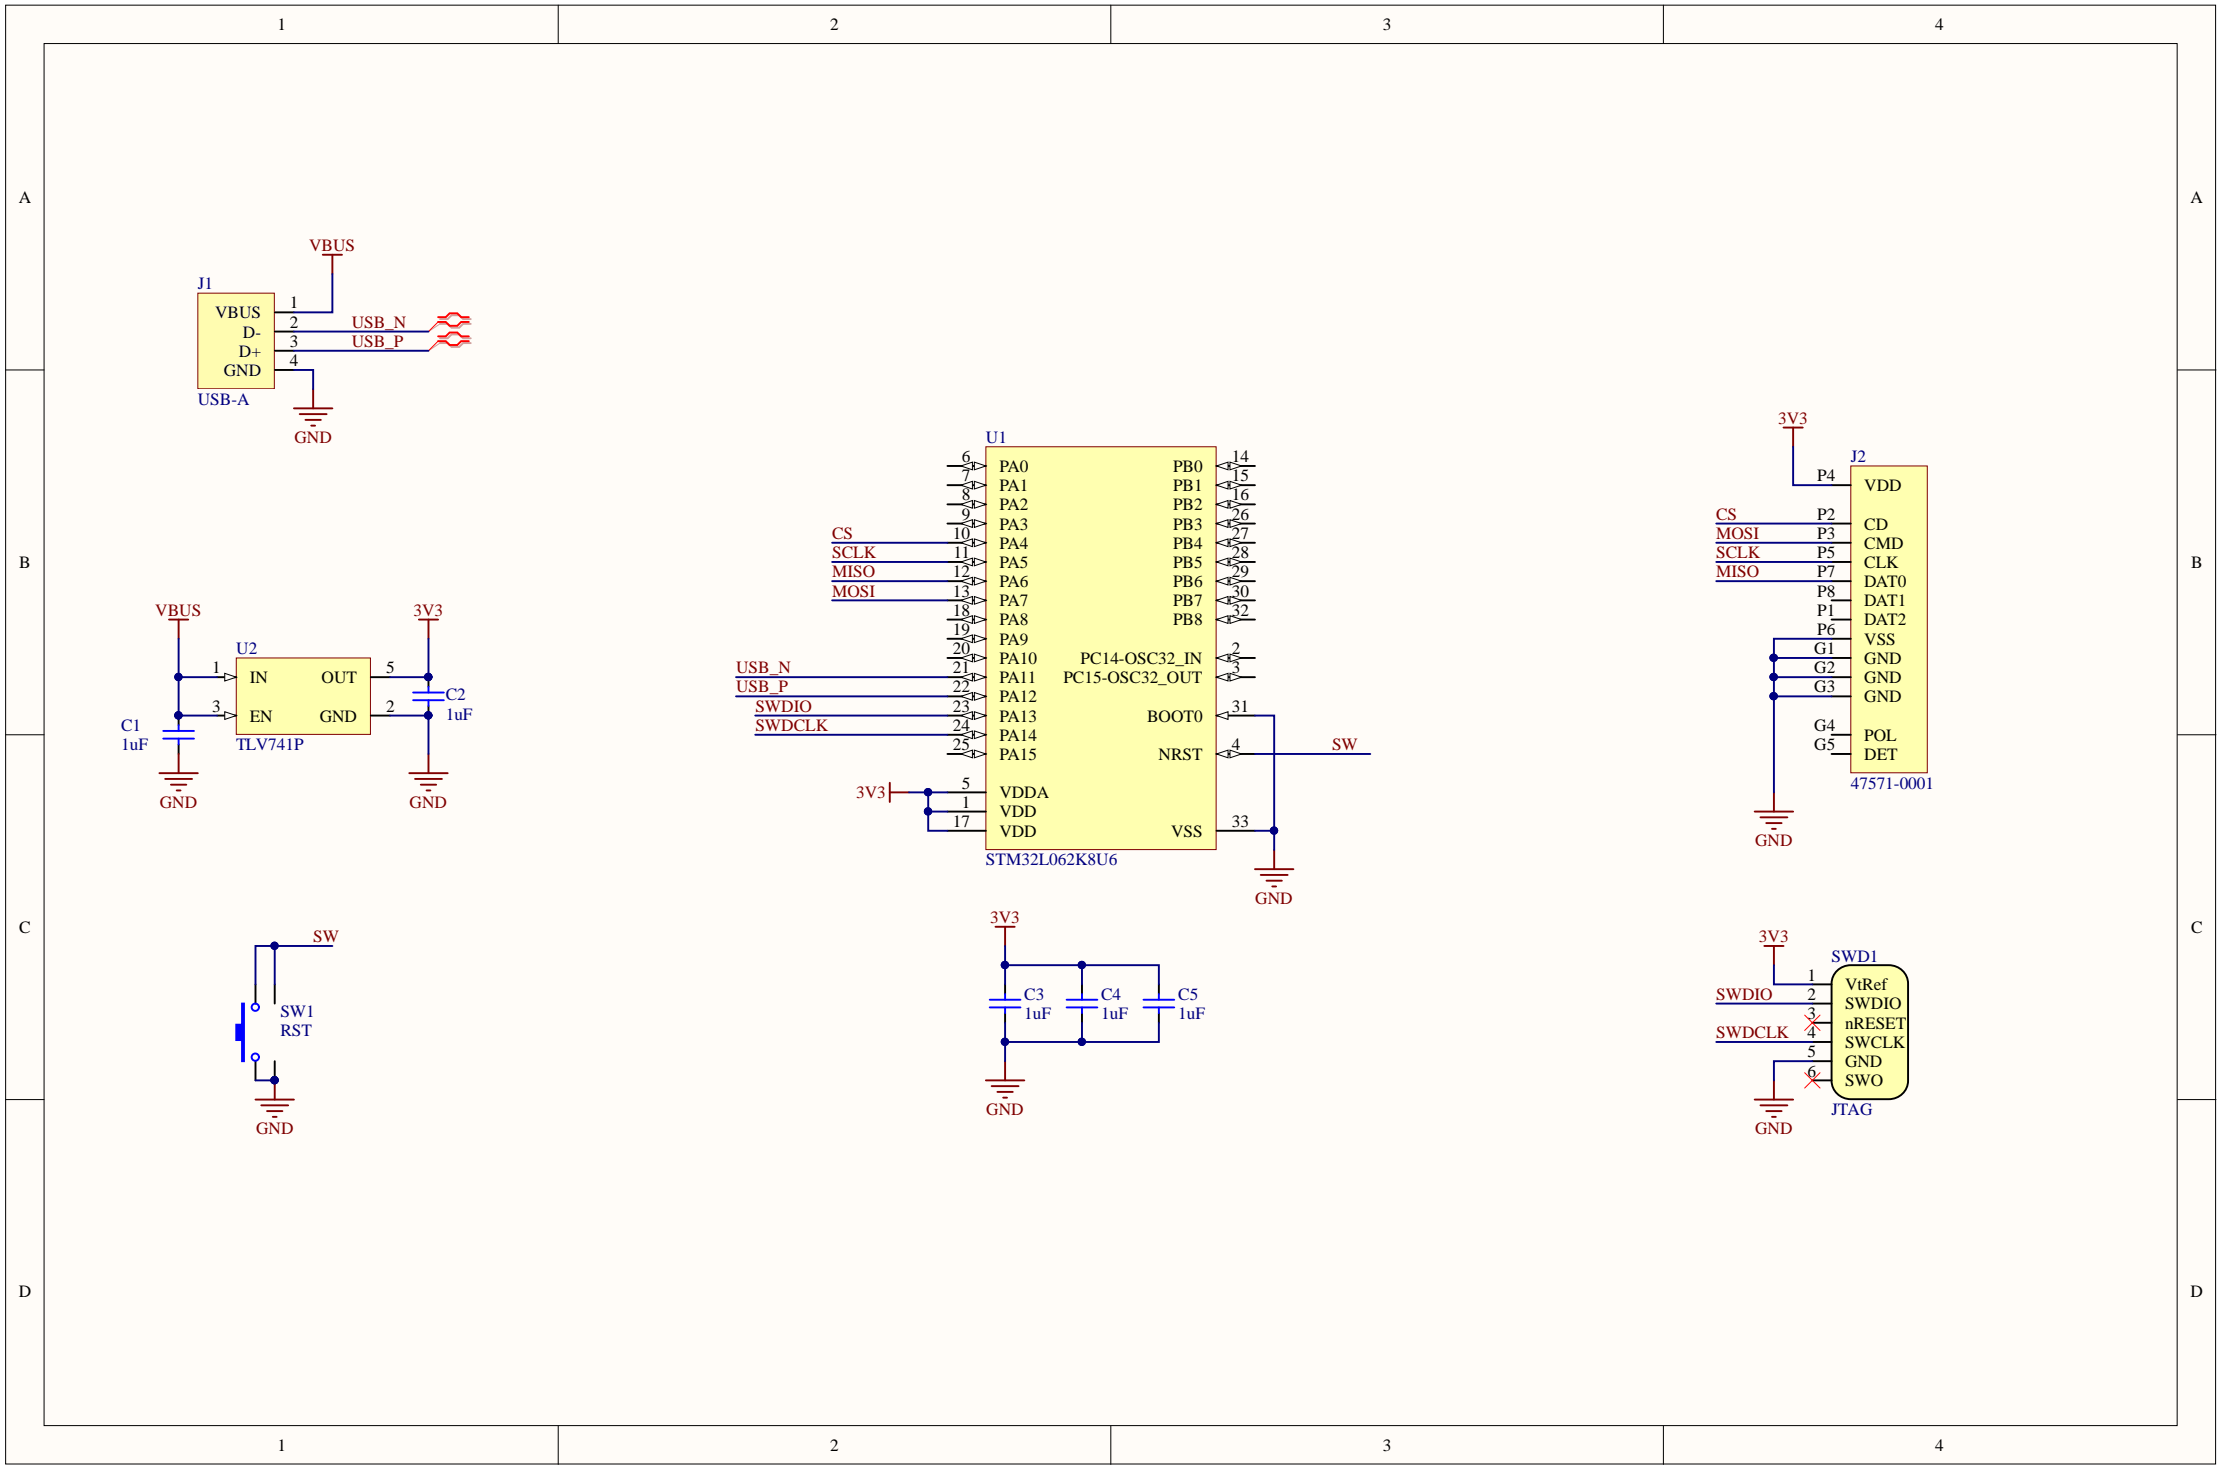 1 2 3 4
A A
VBUS
J1
VBUS 1
D- 2 USB_N
D+ 3 USB_P
GND 4
USB-A
GND
B B
VBUS
3V3
U2
1 IN OUT 5
3 EN GND 2
TLV741P
C1
1uF
C2
1uF
GND
GND
U1
6 PA0 PB0 14
7 PA1 PB1 15
8 PA2 PB2 16
9 PA3 PB3 26
CS 10 PA4 PB4 27
SCLK 11 PA5 PB5 28
MISO 12 PA6 PB6 29
MOSI 13 PA7 PB7 30
18 PA8 PB8 32
19 PA9
20 PA10 PC14-OSC32_IN 2
USB_N 21 PA11 PC15-OSC32_OUT 3
USB_P 22 PA12
SWDIO 23 PA13 BOOT0 31
SWDCLK 24 PA14
25 PA15 NRST 4 SW
3V3 5 VDDA
1 VDD
17 VDD VSS 33
STM32L062K8U6
GND
3V3
J2
P4 VDD
CS P2 CD
MOSI P3 CMD
SCLK P5 CLK
MISO P7 DAT0
P8 DAT1
P1 DAT2
P6 VSS
G1 GND
G2 GND
G3 GND
G4 POL
G5 DET
47571-0001
GND
C C
SW
SW1
RST
GND
3V3
C3 C4 C5
1uF 1uF 1uF
GND
3V3
SWD1
1 VtRef
SWDIO 2 SWDIO
3 nRESET
SWDCLK 4 SWCLK
5 GND
6 SWO
JTAG
GND
D D
1 2 3 4